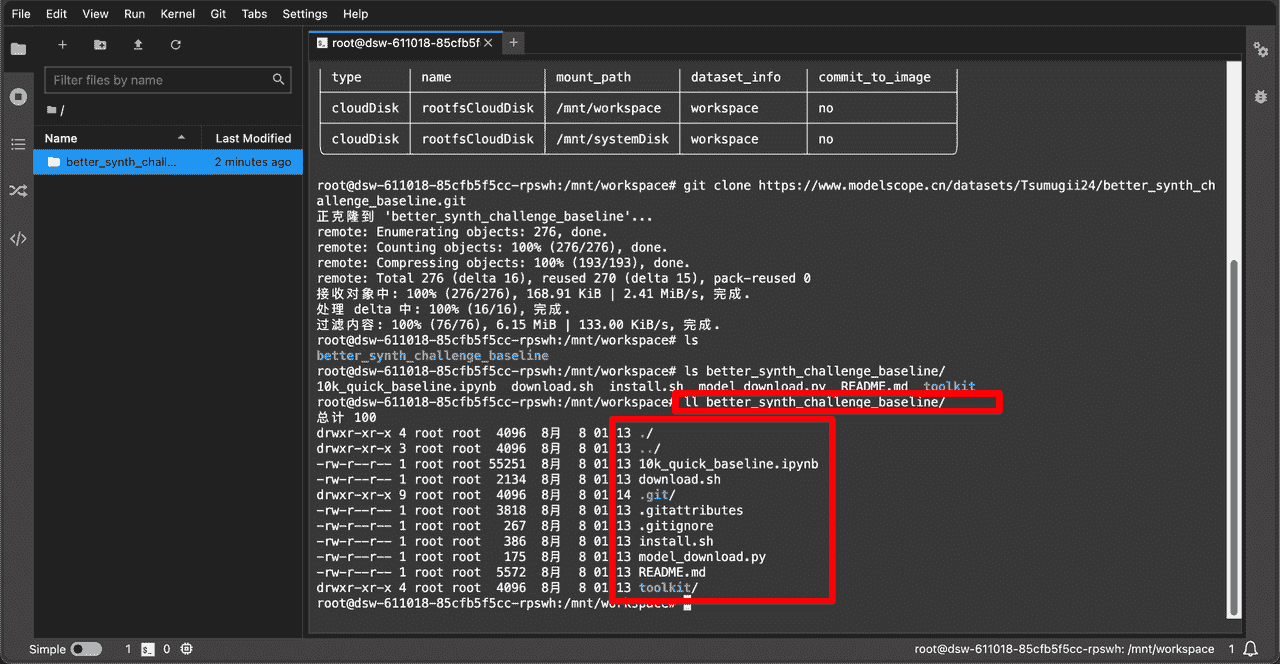 File Edit View Run Kernel Git Tabs Settings Help
root@dsw-611018-85cfb5f
Filter files by name
/
Name Last Modified
better_synth_chall... 2 minutes ago
type name mount_path dataset_info commit_to_image
cloudDisk rootfsCloudDisk /mnt/workspace workspace no
cloudDisk rootfsCloudDisk /mnt/systemDisk workspace no
root@dsw-611018-85cfb5f5cc-rpswh:/mnt/workspace# git clone https://www.modelscope.cn/datasets/Tsumugii24/better_synth_ch
allenge_baseline.git
正克隆到 'better_synth_challenge_baseline'...
remote: Enumerating objects: 276, done.
remote: Counting objects: 100% (276/276), done.
remote: Compressing objects: 100% (193/193), done.
remote: Total 276 (delta 16), reused 270 (delta 15), pack-reused 0
接收对象中: 100% (276/276), 168.91 KiB | 2.41 MiB/s, 完成.
处理 delta 中: 100% (16/16), 完成.
过滤内容: 100% (76/76), 6.15 MiB | 133.00 KiB/s, 完成.
root@dsw-611018-85cfb5f5cc-rpswh:/mnt/workspace# ls
better_synth_challenge_baseline
root@dsw-611018-85cfb5f5cc-rpswh:/mnt/workspace# ls better_synth_challenge_baseline/
10k_quick_baseline.ipynb download.sh install.sh model_download.py README.md toolkit
root@dsw-611018-85cfb5f5cc-rpswh:/mnt/workspace# ll better_synth_challenge_baseline/
总计 100
drwxr-xr-x 4 root root 4096 8月 8 01:13 ./
drwxr-xr-x 3 root root 4096 8月 8 01:13 ../
-rw-r--r-- 1 root root 55251 8月 8 01:13 10k_quick_baseline.ipynb
-rw-r--r-- 1 root root 2134 8月 8 01:13 download.sh
drwxr-xr-x 9 root root 4096 8月 8 01:14 .git/
-rw-r--r-- 1 root root 3818 8月 8 01:13 .gitattributes
-rw-r--r-- 1 root root 267 8月 8 01:13 .gitignore
-rw-r--r-- 1 root root 386 8月 8 01:13 install.sh
-rw-r--r-- 1 root root 175 8月 8 01:13 model_download.py
-rw-r--r-- 1 root root 5572 8月 8 01:13 README.md
drwxr-xr-x 4 root root 4096 8月 8 01:13 toolkit/
root@dsw-611018-85cfb5f5cc-rpswh:/mnt/workspace#
Simple 1 0 root@dsw-611018-85cfb5f5cc-rpswh: /mnt/workspace 1